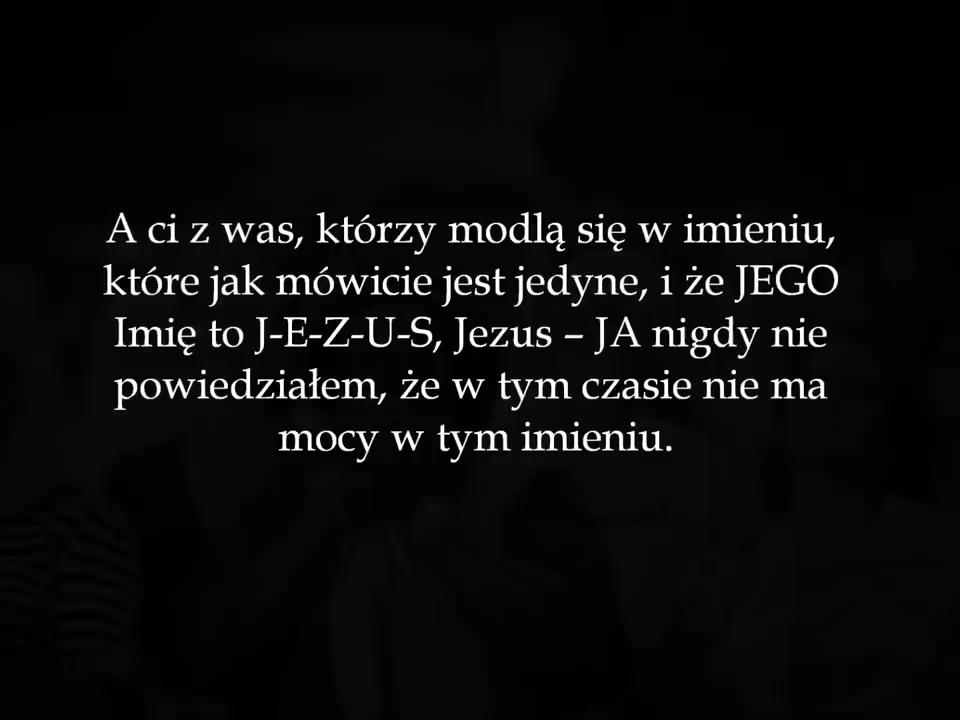 A ci z was, którzy modlą się w imieniu,
które jak mówicie jest jedyne, i że JEGO
Imię to J-E-Z-U-S, Jezus – JA nigdy nie
powiedziałem, że w tym czasie nie ma
mocy w tym imieniu.